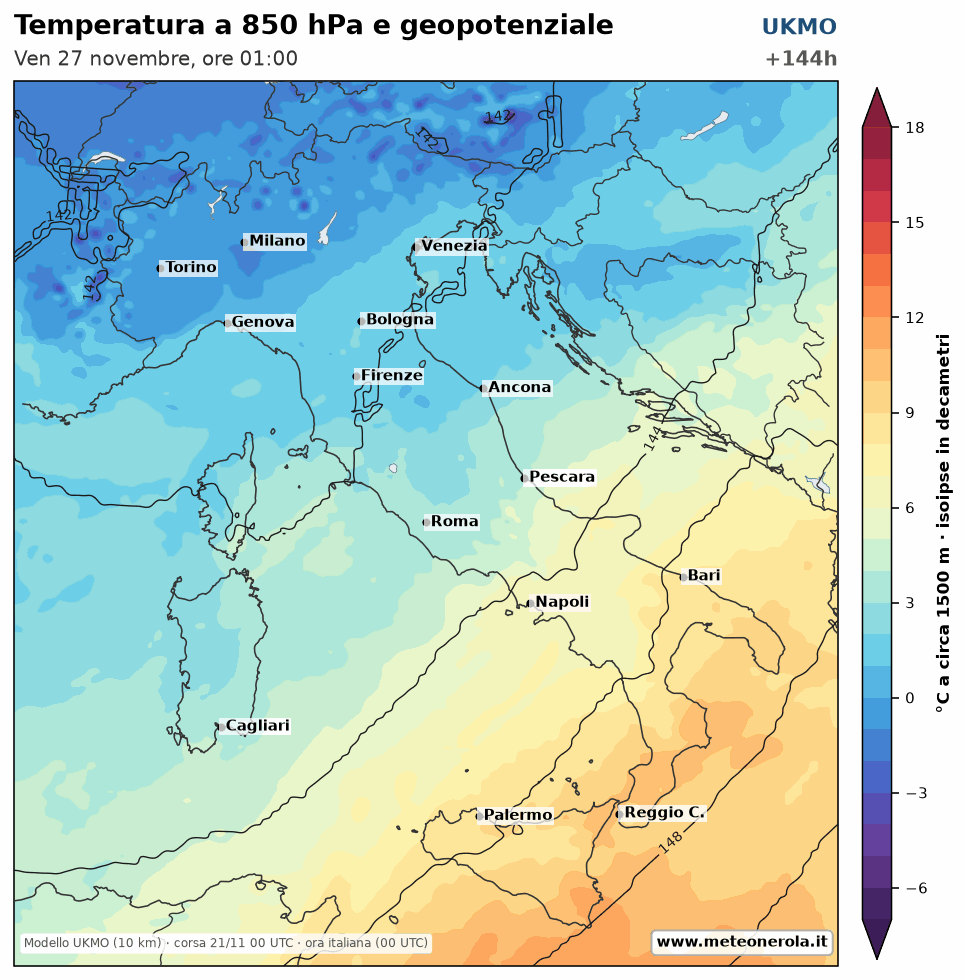 Temperatura a 850 hPa e geopotenziale
UKMO
Ven 27 novembre, ore 01:00
+144h
142
142
142
142
Milano
Venezia
Torino
Genova
Bologna
Firenze
Ancona
144
Pescara
Roma
Bari
Napoli
Cagliari
Palermo
Reggio C.
148
18
15
12
9
6
3
0
−3
−6
°C a circa 1500 m · isoipse in decametri
Modello UKMO (10 km) · corsa 21/11 00 UTC · ora italiana (00 UTC)
www.meteonerola.it